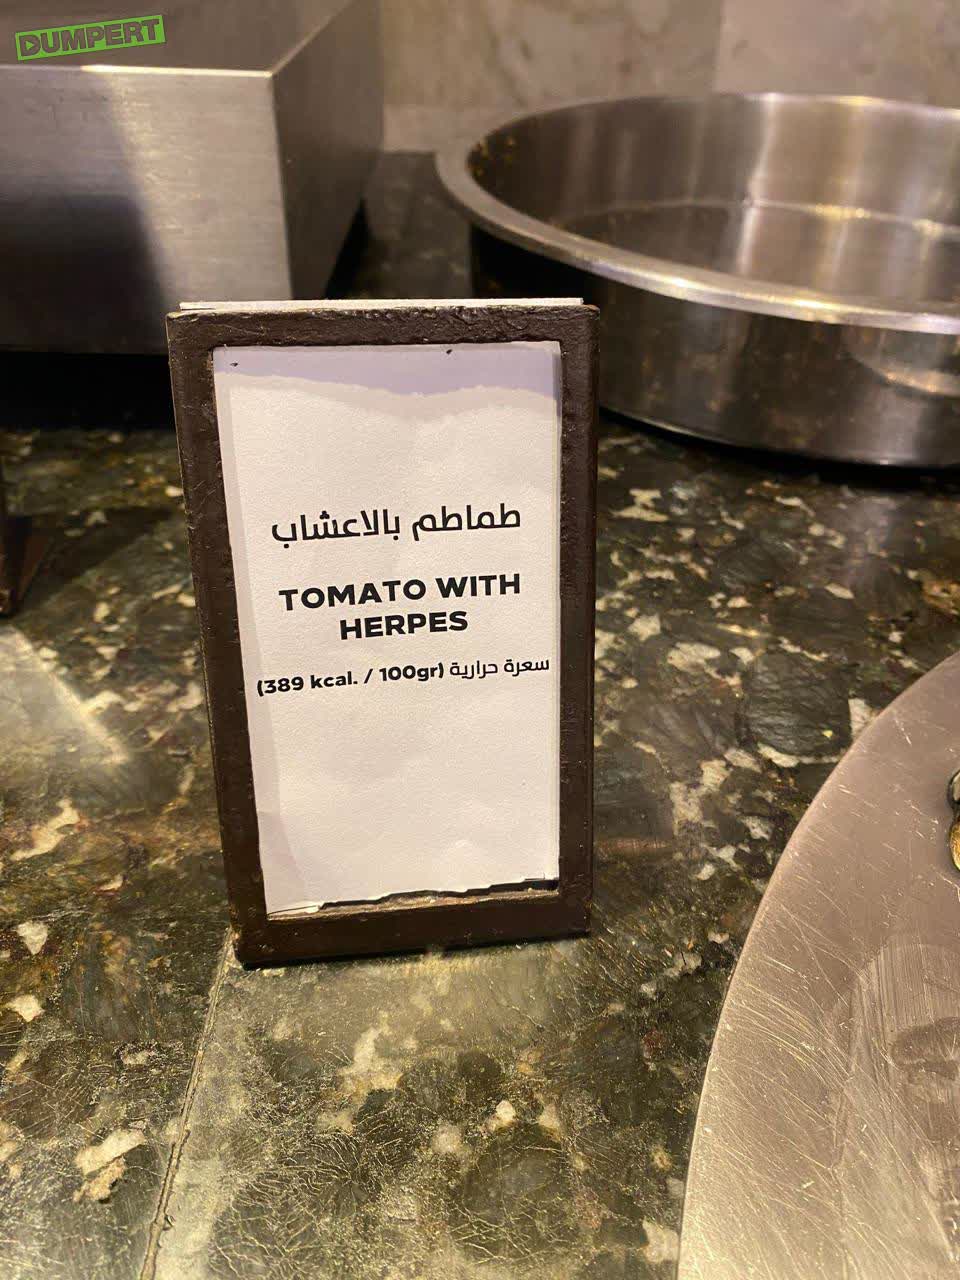 DUMPERT
طماطم بالاعشاب
TOMATO WITH
HERPES
(389 kcal. / 100gr) سعرة حرارية